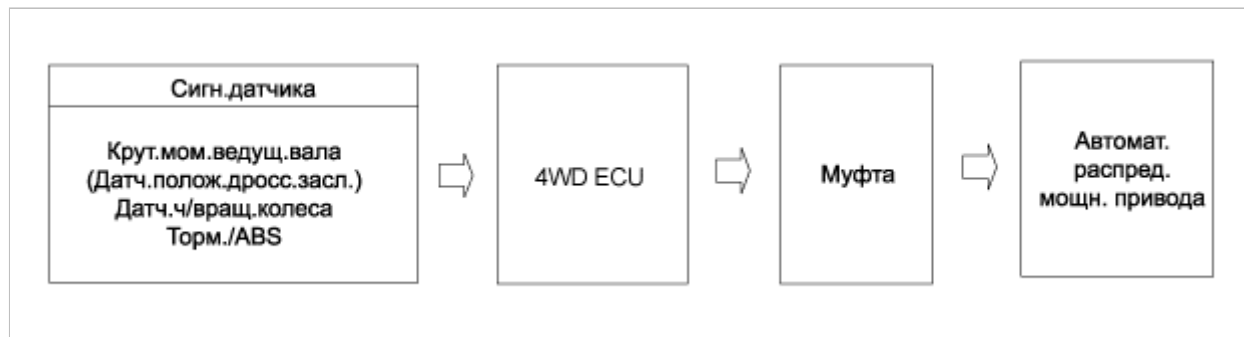 Сигн.датчика
Крут.мом.ведущ.вала
(Датч.полож.дросс.засл.)
Датч.ч/вращ.колеса
Торм./ABS
4WD ECU
Муфта
Автомат.
распред.
мощн. привода